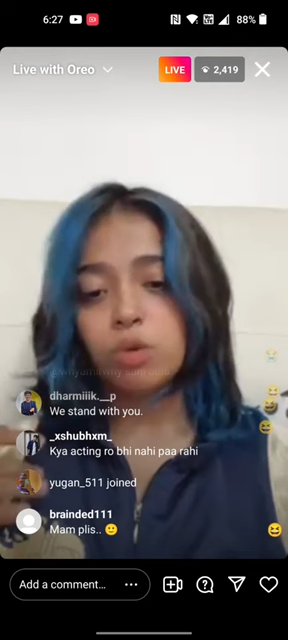 6:27
88%
Live with Oreo
LIVE
2,419
dharmiiik.__p
We stand with you.
_xshubhxm_
Kya acting ro bhi nahi paa rahi
yugan_511 joined
brainded111
Mam plis.. 🙂
Add a comment...